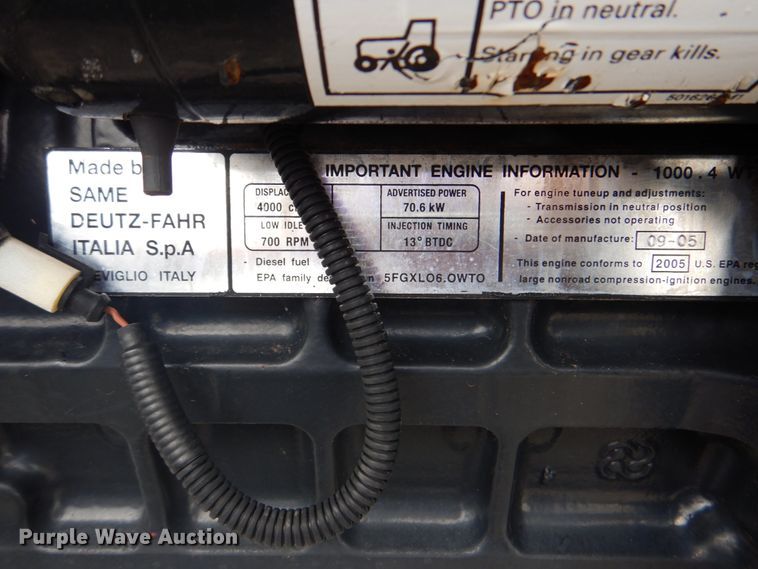 PTO in neutral.
Starting in gear kills.
Made b
SAME
DEUTZ-FAHR
ITALIA S.p.A
EVIGLIO ITALY
IMPORTANT ENGINE INFORMATION - 1000.4 WT
DISPLAC
4000 c
LOW IDLE
700 RPM
ADVERTISED POWER
70.6 kW
INJECTION TIMING
13° BTDC
- Diesel fuel
EPA family de n 5FGXL06.0WTO
For engine tuneup and adjustments:
- Transmission in neutral position
- Accessories not operating
- Date of manufacture: 09-05
This engine conforms to 2005 U.S. EPA reg
large nonroad compression-ignition engines.
Purple Wave Auction